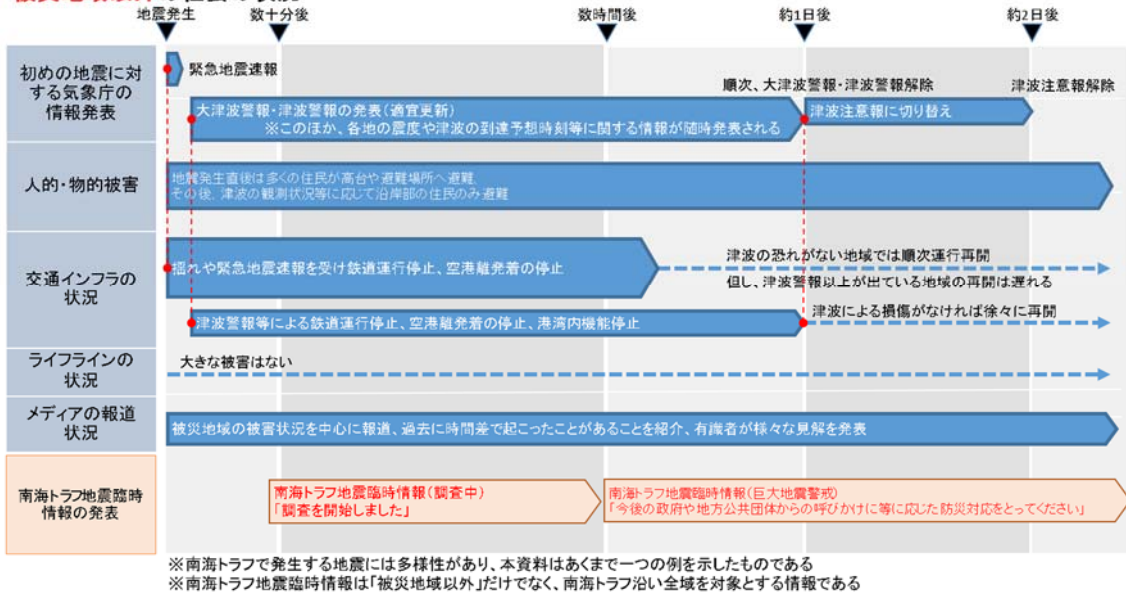 地震発生
数十分後
数時間後
約1日後
約2日後
初めの地震に対
する気象庁の
情報発表
緊急地震速報
順次、大津波警報・津波警報解除
津波注意報解除
大津波警報・津波警報の発表(適宜更新)
※このほか、各地の震度や津波の到達予想時刻等に関する情報が随時発表される
津波注意報に切り替え
人的・物的被害
地震発生直後は多くの住民が高台や避難場所へ避難
その後、津波の観測状況等に応じて沿岸部の住民のみ避難
交通インフラの
状況
揺れや緊急地震速報を受け鉄道運行停止、空港離発着の停止
津波の恐れがない地域では順次運行再開
但し、津波警報以上が出ている地域の再開は遅れる
津波警報等による鉄道運行停止、空港離発着の停止、港湾内機能停止
津波による損傷がなければ徐々に再開
ライフラインの
状況
大きな被害はない
メディアの報道
状況
被災地域の被害状況を中心に報道、過去に時間差で起こったことがあることを紹介、有識者が様々な見解を発表
南海トラフ地震臨時
情報の発表
南海トラフ地震臨時情報(調査中)
「調査を開始しました」
南海トラフ地震臨時情報(巨大地震警戒)
「今後の政府や地方公共団体からの呼びかけに等に応じた防災対応をとってください」
※南海トラフで発生する地震には多様性があり、本資料はあくまで一つの例を示したものである
※南海トラフ地震臨時情報は「被災地域以外」だけでなく、南海トラフ沿い全域を対象とする情報である